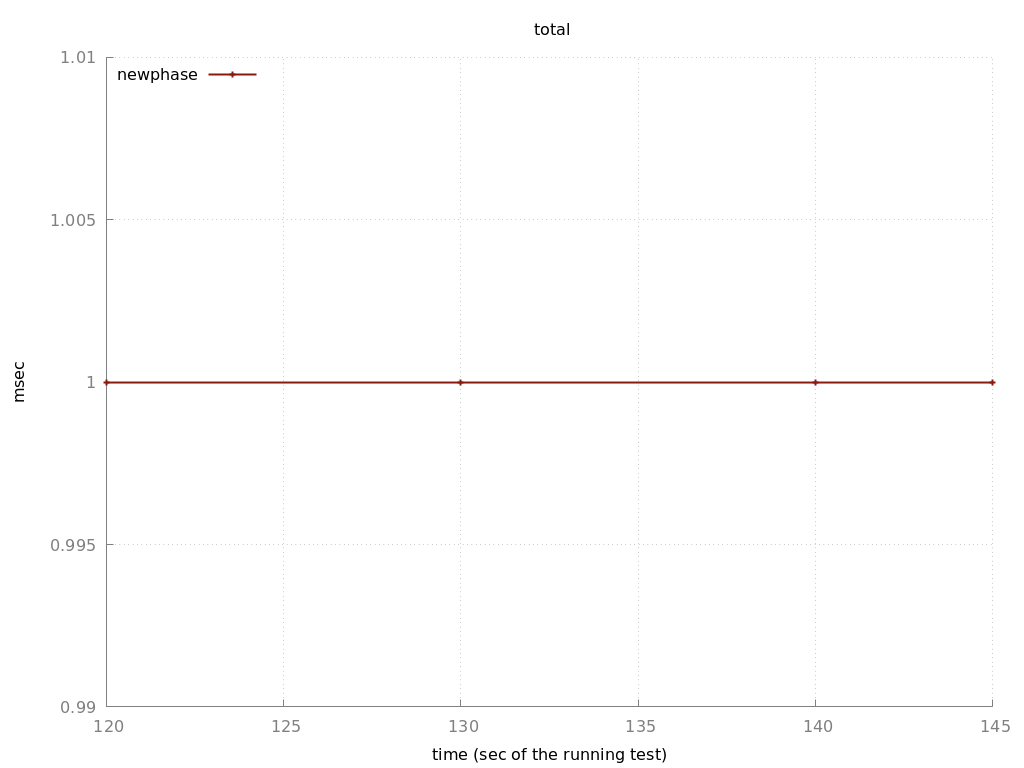 total
1.01
newphase
1.005
msec
1
0.995
0.99
120 125 130 135 140 145
time (sec of the running test)